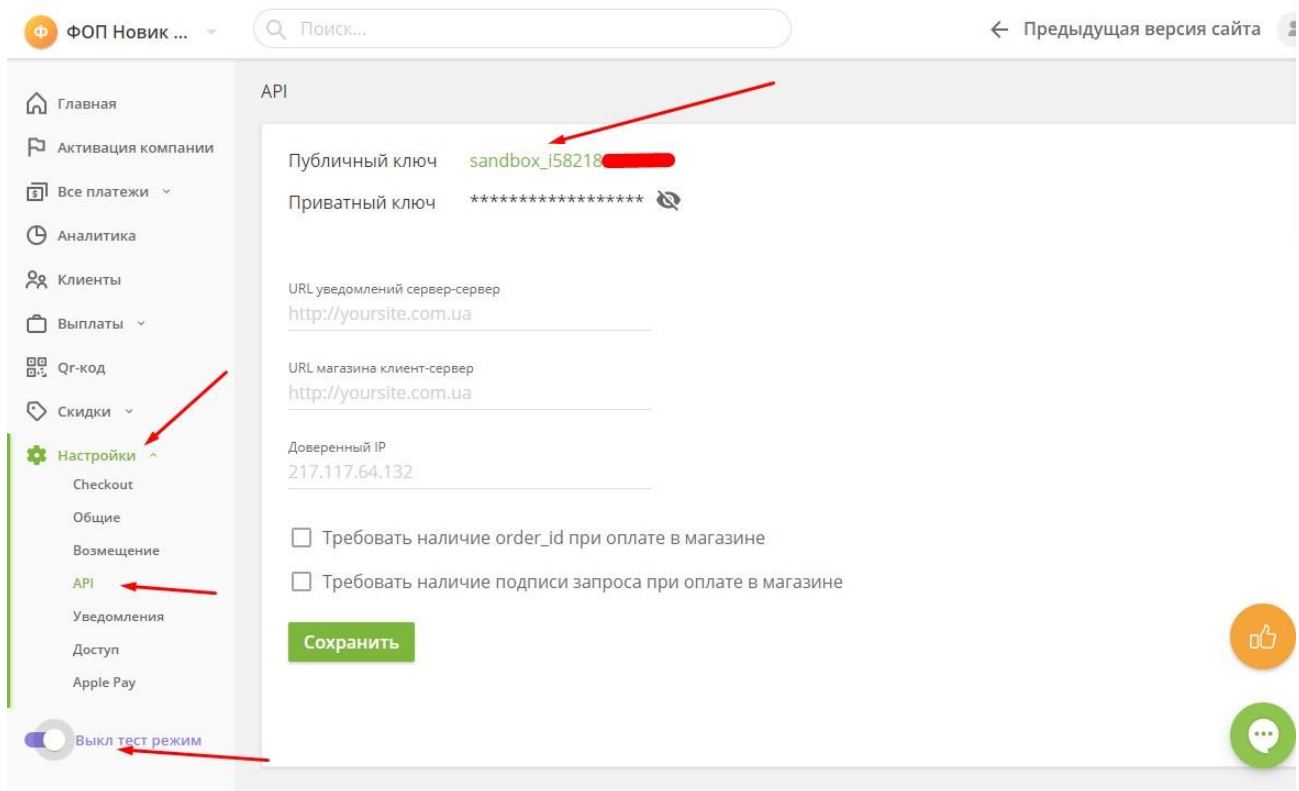 Ф ФОП Новик ...
Поиск...
Предыдущая версия сайта
Главная
Активация компании
Все платежи
Аналитика
Клиенты
Выплаты
Qr-код
Скидки
Настройки
Checkout
Общие
Возмещение
API
Уведомления
Доступ
Apple Pay
Выкл тест режим
API
Публичный ключ sandbox_i58218
Приватный ключ ******************
URL уведомлений сервер-сервер
http://yoursite.com.ua
URL магазина клиент-сервер
http://yoursite.com.ua
Доверенный IP
217.117.64.132
Требовать наличие order_id при оплате в магазине
Требовать наличие подписи запроса при оплате в магазине
Сохранить